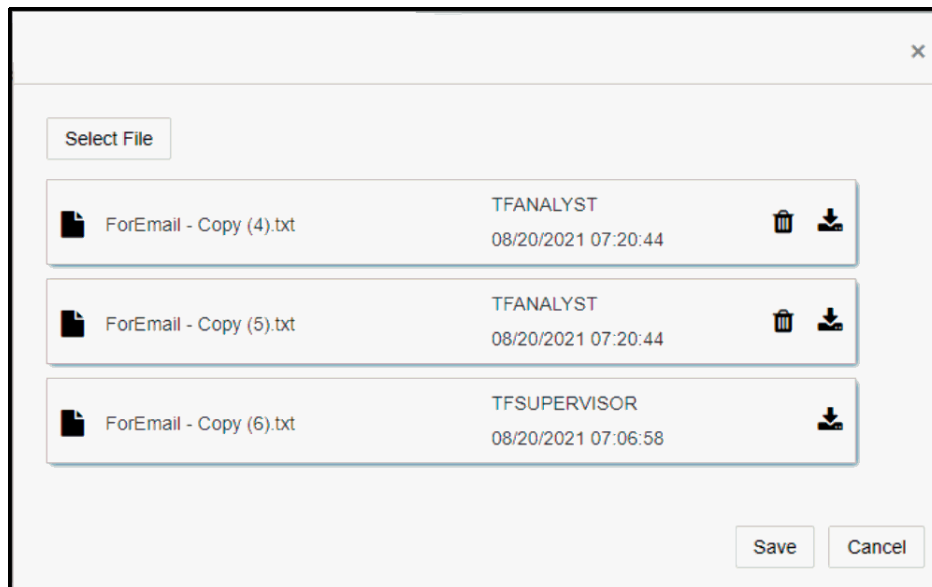 Select File
ForEmail - Copy (4).txt
TFANALYST
08/20/2021 07:20:44
ForEmail - Copy (5).txt
TFANALYST
08/20/2021 07:20:44
ForEmail - Copy (6).txt
TFSUPERVISOR
08/20/2021 07:06:58
Save
Cancel